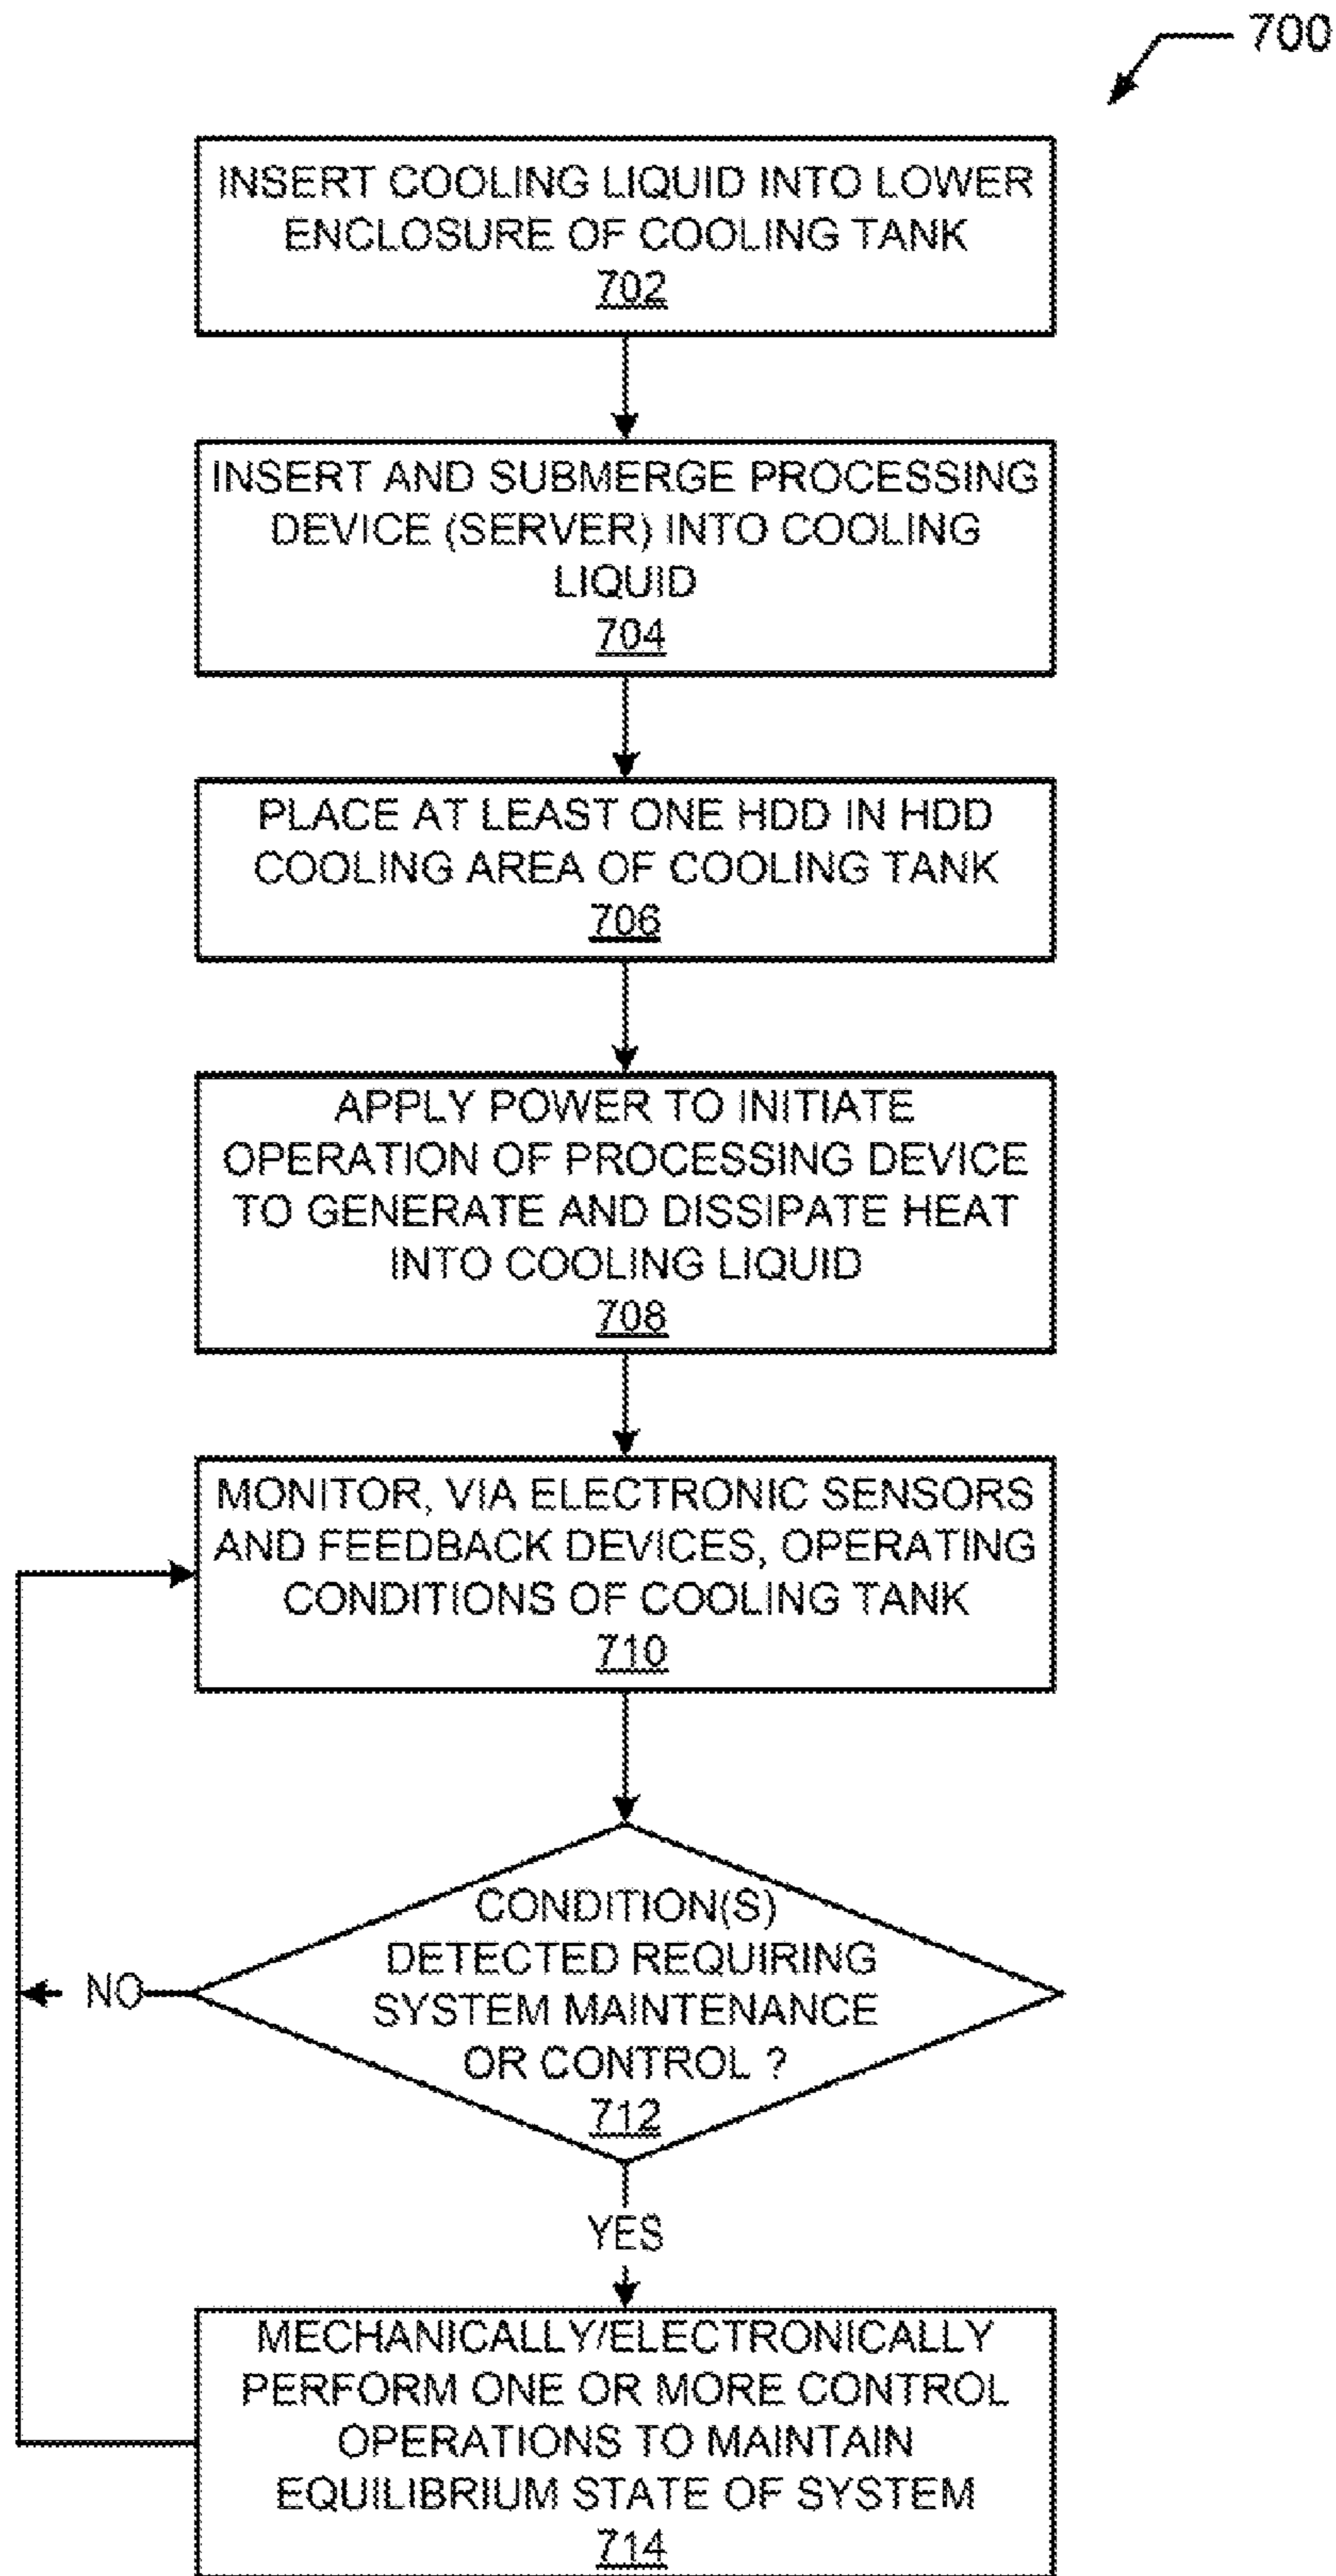 700
INSERT COOLING LIQUID INTO LOWER
ENCLOSURE OF COOLING TANK
702
INSERT AND SUBMERGE PROCESSING
DEVICE (SERVER) INTO COOLING
LIQUID
704
PLACE AT LEAST ONE HDD IN HDD
COOLING AREA OF COOLING TANK
706
APPLY POWER TO INITIATE
OPERATION OF PROCESSING DEVICE
TO GENERATE AND DISSIPATE HEAT
INTO COOLING LIQUID
708
MONITOR, VIA ELECTRONIC SENSORS
AND FEEDBACK DEVICES, OPERATING
CONDITIONS OF COOLING TANK
710
CONDITION(S)
DETECTED REQUIRING
SYSTEM MAINTENANCE
OR CONTROL ?
712
NO
YES
MECHANICALLY/ELECTRONICALLY
PERFORM ONE OR MORE CONTROL
OPERATIONS TO MAINTAIN
EQUILIBRIUM STATE OF SYSTEM
714